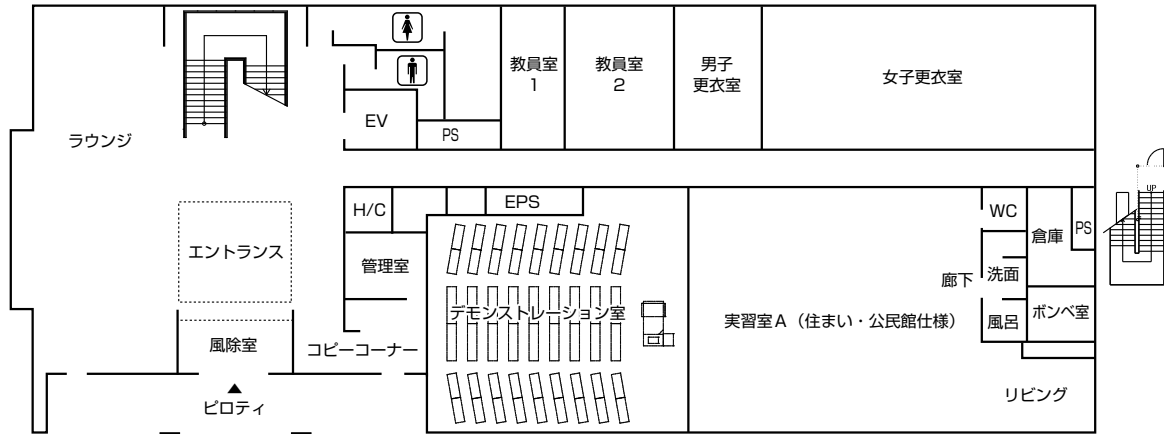 教員室
1
教員室
2
男子
更衣室
女子更衣室
EV
PS
ラウンジ
UP
H/C
EPS
WC
倉庫
PS
エントランス
管理室
廊下
洗面
デモンストレーション室
実習室A(住まい・公民館仕様)
風呂
ボンベ室
風除室
コピーコーナー
リビング
ピロティ